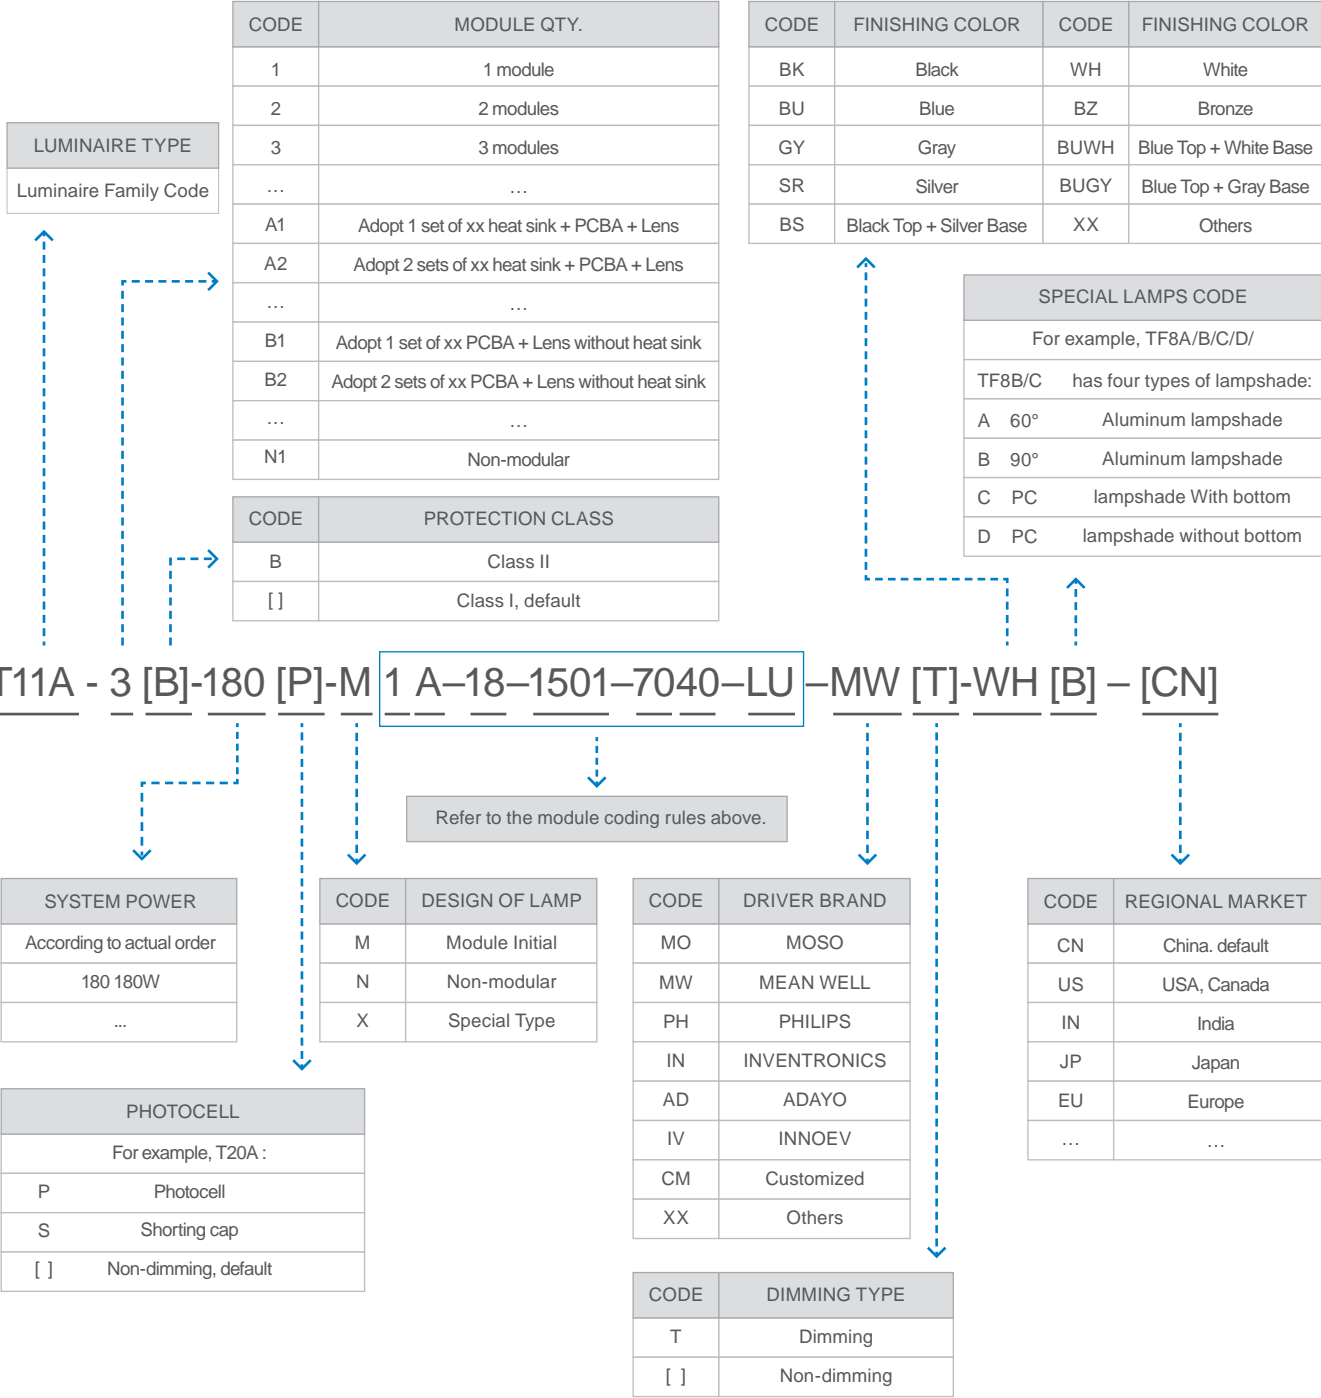 CODE MODULE QTY.
1 1 module
2 2 modules
3 3 modules
… …
A1 Adopt 1 set of xx heat sink + PCBA + Lens
A2 Adopt 2 sets of xx heat sink + PCBA + Lens
… …
B1 Adopt 1 set of xx PCBA + Lens without heat sink
B2 Adopt 2 sets of xx PCBA + Lens without heat sink
… …
N1 Non-modular
CODE FINISHING COLOR CODE FINISHING COLOR
BK Black WH White
BU Blue BZ Bronze
GY Gray BUWH Blue Top + White Base
SR Silver BUGY Blue Top + Gray Base
BS Black Top + Silver Base XX Others
LUMINAIRE TYPE
Luminaire Family Code
SPECIAL LAMPS CODE
For example, TF8A/B/C/D/
TF8B/C has four types of lampshade:
A 60° Aluminum lampshade
B 90° Aluminum lampshade
C PC lampshade With bottom
D PC lampshade without bottom
CODE PROTECTION CLASS
B Class II
[ ] Class I, default
T11A - 3 [B]-180 [P]-M 1 A–18–1501–7040–LU –MW [T]-WH [B] – [CN]
Refer to the module coding rules above.
SYSTEM POWER
According to actual order
180 180W
...
CODE DESIGN OF LAMP
M Module Initial
N Non-modular
X Special Type
CODE DRIVER BRAND
MO MOSO
MW MEAN WELL
PH PHILIPS
IN INVENTRONICS
AD ADAYO
IV INNOEV
CM Customized
XX Others
CODE REGIONAL MARKET
CN China. default
US USA, Canada
IN India
JP Japan
EU Europe
… …
PHOTOCELL
For example, T20A :
P Photocell
S Shorting cap
[ ] Non-dimming, default
CODE DIMMING TYPE
T Dimming
[ ] Non-dimming